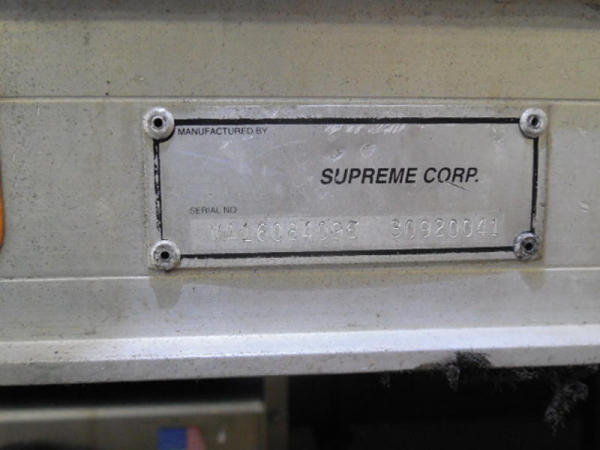 MANUFACTURED BY
SUPREME CORP.
SERIAL NO
30920041